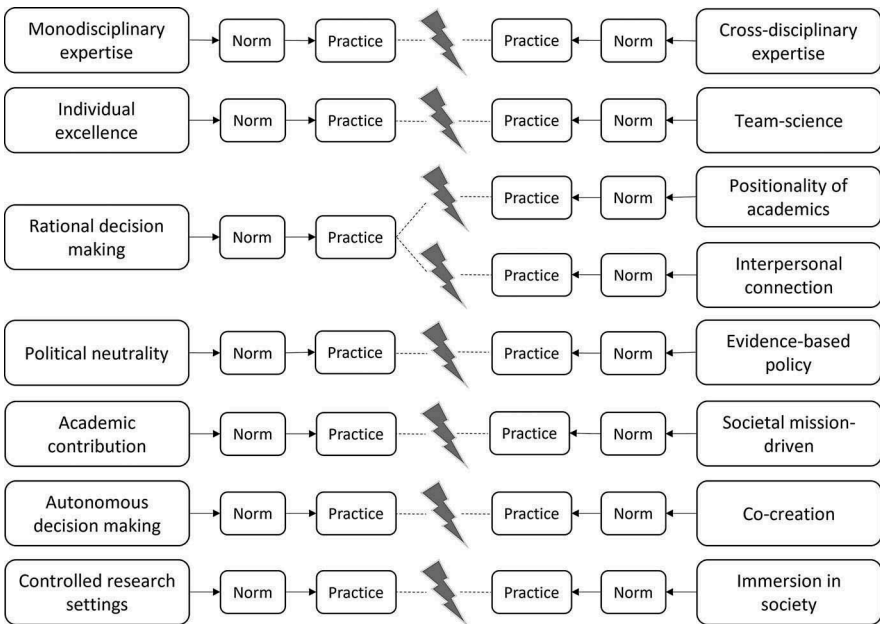 Monodisciplinary
expertise
Norm
Practice
Practice
Norm
Cross-disciplinary
expertise
Individual
excellence
Norm
Practice
Practice
Norm
Team-science
Rational decision
making
Norm
Practice
Practice
Norm
Positionality of
academics
Practice
Norm
Interpersonal
connection
Political neutrality
Norm
Practice
Practice
Norm
Evidence-based
policy
Academic
contribution
Norm
Practice
Practice
Norm
Societal mission-
driven
Autonomous
decision making
Norm
Practice
Practice
Norm
Co-creation
Controlled research
settings
Norm
Practice
Practice
Norm
Immersion in
society